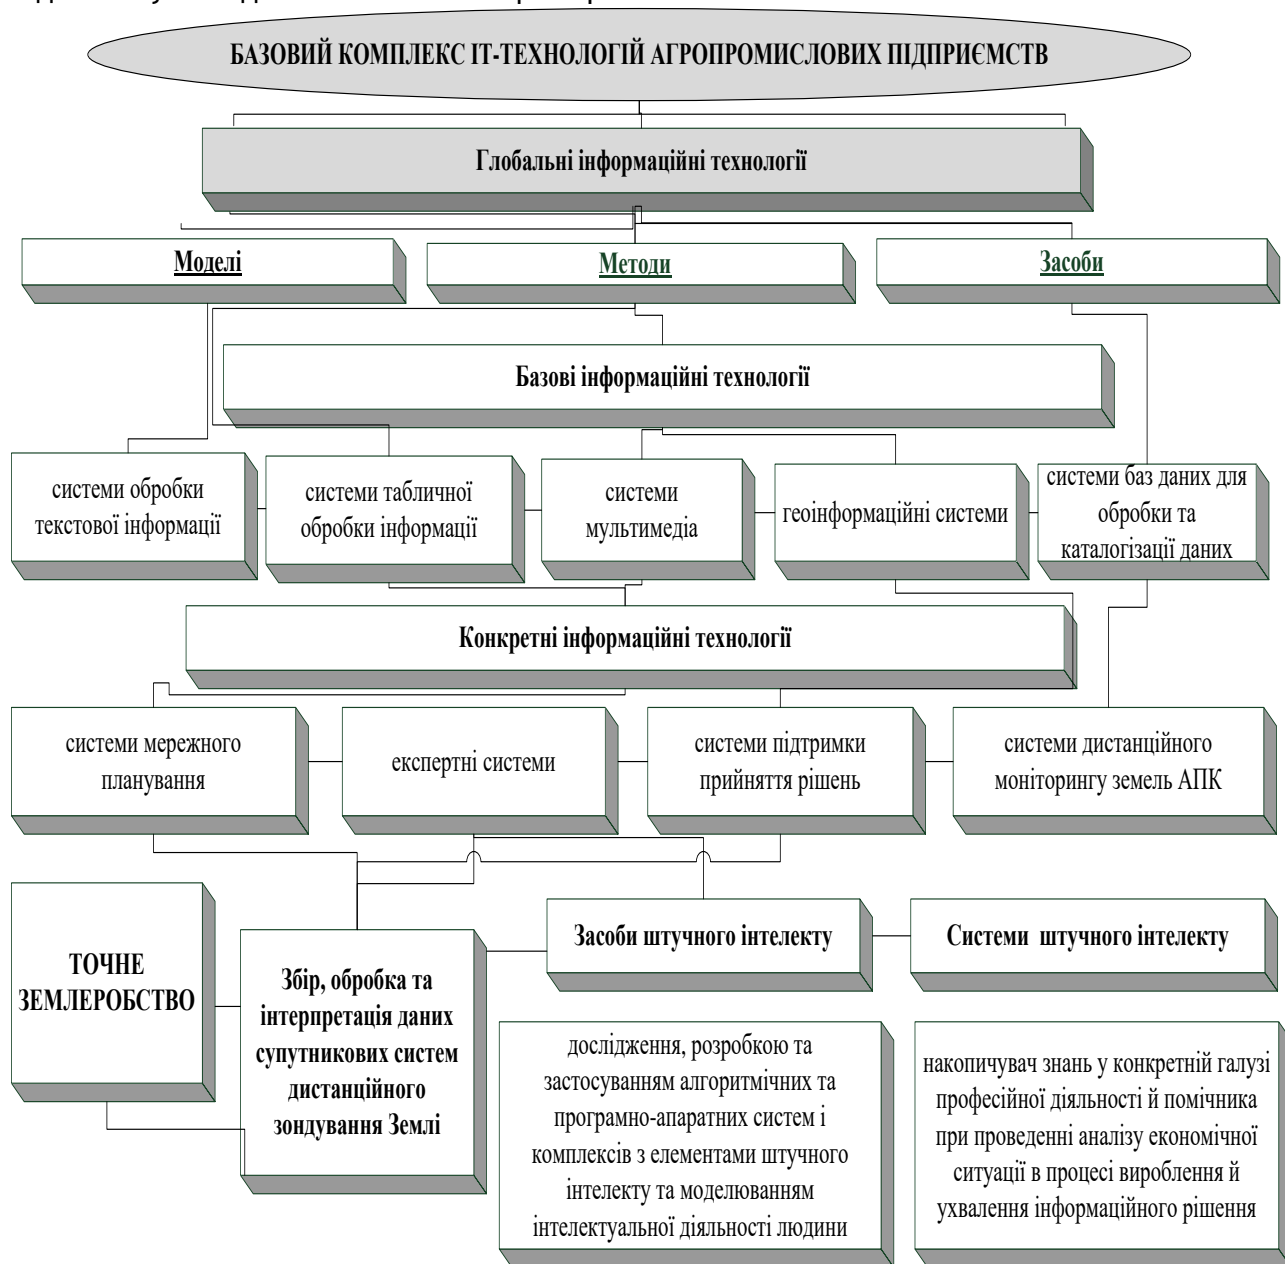 БАЗОВИЙ КОМПЛЕКС ІТ-ТЕХНОЛОГІЙ АГРОПРОМИСЛОВИХ ПІДПРИЄМСТВ
Глобальні інформаційні технології
Моделі
Методи
Засоби
Базові інформаційні технології
системи обробки
текстової інформації
системи табличної
обробки інформації
системи
мультимедіа
геоінформаційні системи
системи баз даних для
обробки та
каталогізації даних
Конкретні інформаційні технології
системи мережного
планування
експертні системи
системи підтримки
прийняття рішень
системи дистанційного
моніторингу земель АПК
ТОЧНЕ
ЗЕМЛЕРОБСТВО
Збір, обробка та
інтерпретація даних
супутникових систем
дистанційного
зондування Землі
Засоби штучного інтелекту
Системи штучного інтелекту
дослідження, розробкою та
застосуванням алгоритмічних та
програмно-апаратних систем і
комплексів з елементами штучного
інтелекту та моделюванням
інтелектуальної діяльності людини
накопичувач знань у конкретній галузі
професійної діяльності й помічника
при проведенні аналізу економічної
ситуації в процесі вироблення й
ухвалення інформаційного рішення